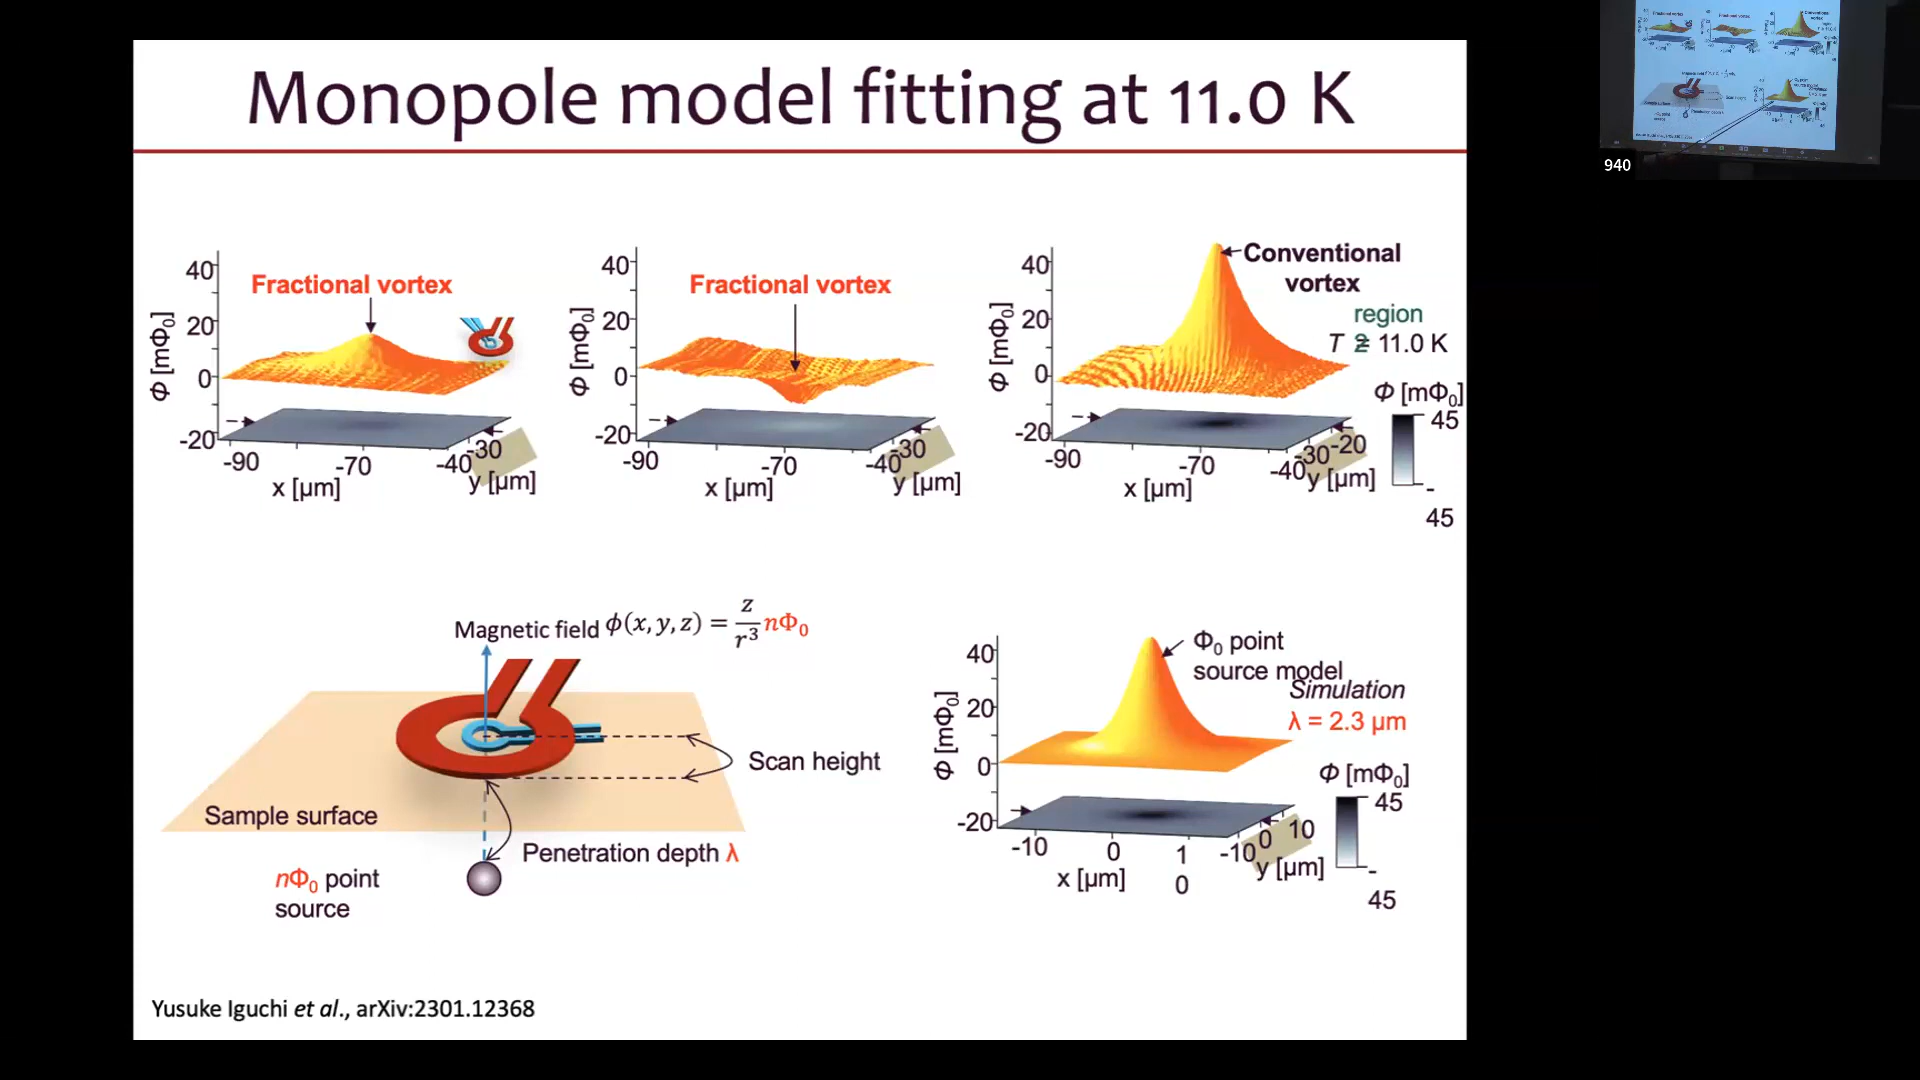 Monopole model fitting at 11.0 K
940
Fractional vortex
40
20
0
-20
Φ [mΦ₀]
-90
-70
-40
-30
x [µm]
y [µm]
Fractional vortex
40
20
0
-20
Φ [mΦ₀]
-90
-70
-40
-30
x [µm]
y [µm]
Conventional
vortex
region
40
20
0
-20
Φ [mΦ₀]
-90
-70
-40
-30
-20
x [µm]
y [µm]
Φ [mΦ₀]
45
-
45
Magnetic field ϕ(x, y, z) = z/r³ nΦ₀
Scan height
Sample surface
Penetration depth λ
nΦ₀ point
source
Φ₀ point
source model
Simulation
λ = 2.3 µm
40
20
0
-20
Φ [mΦ₀]
-10
0
1
0
-10
0
10
x [µm]
y [µm]
Φ [mΦ₀]
45
-
45
Yusuke Iguchi et al., arXiv:2301.12368